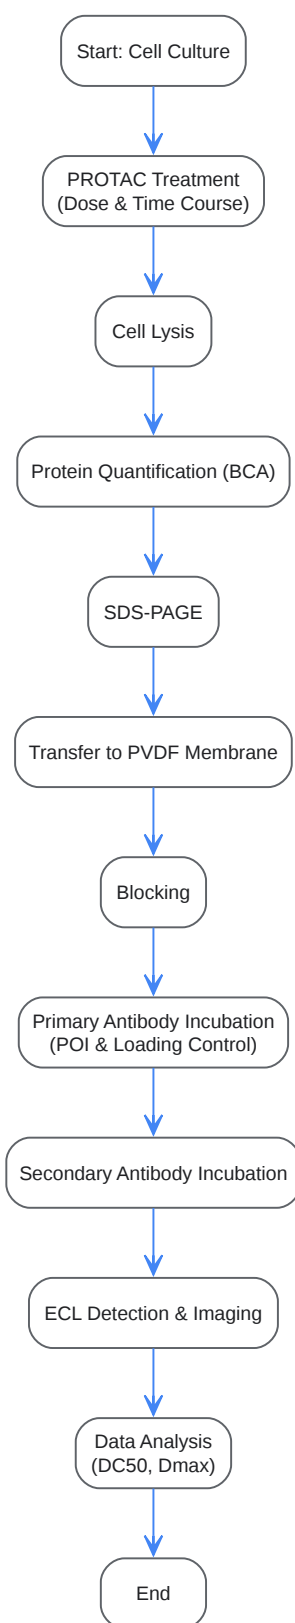 Start: Cell Culture
PROTAC Treatment
(Dose & Time Course)
Cell Lysis
Protein Quantification (BCA)
SDS-PAGE
Transfer to PVDF Membrane
Blocking
Primary Antibody Incubation
(POI & Loading Control)
Secondary Antibody Incubation
ECL Detection & Imaging
Data Analysis
(DC50, Dmax)
End